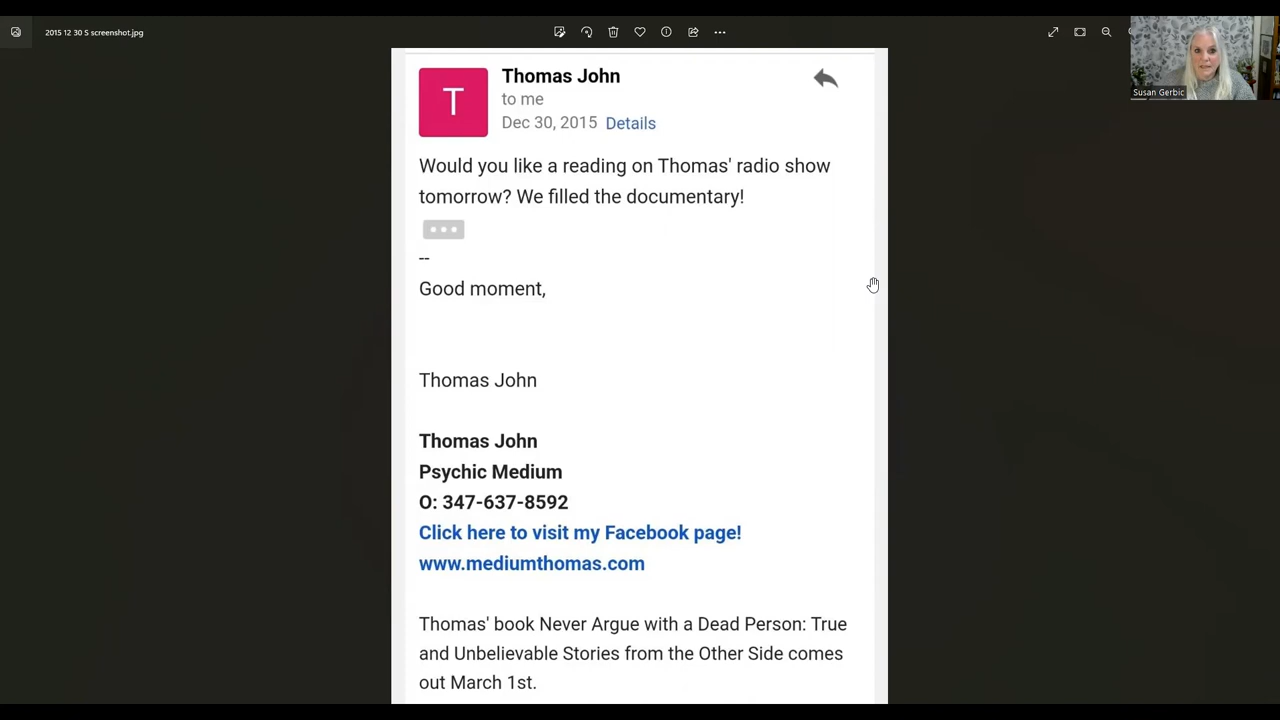 2015 12 30 S screenshot.jpg
Susan Gerbic
T
Thomas John
to me
Dec 30, 2015 Details
Would you like a reading on Thomas' radio show
tomorrow? We filled the documentary!
--
Good moment,
Thomas John
Thomas John
Psychic Medium
O: 347-637-8592
Click here to visit my Facebook page!
www.mediumthomas.com
Thomas' book Never Argue with a Dead Person: True
and Unbelievable Stories from the Other Side comes
out March 1st.